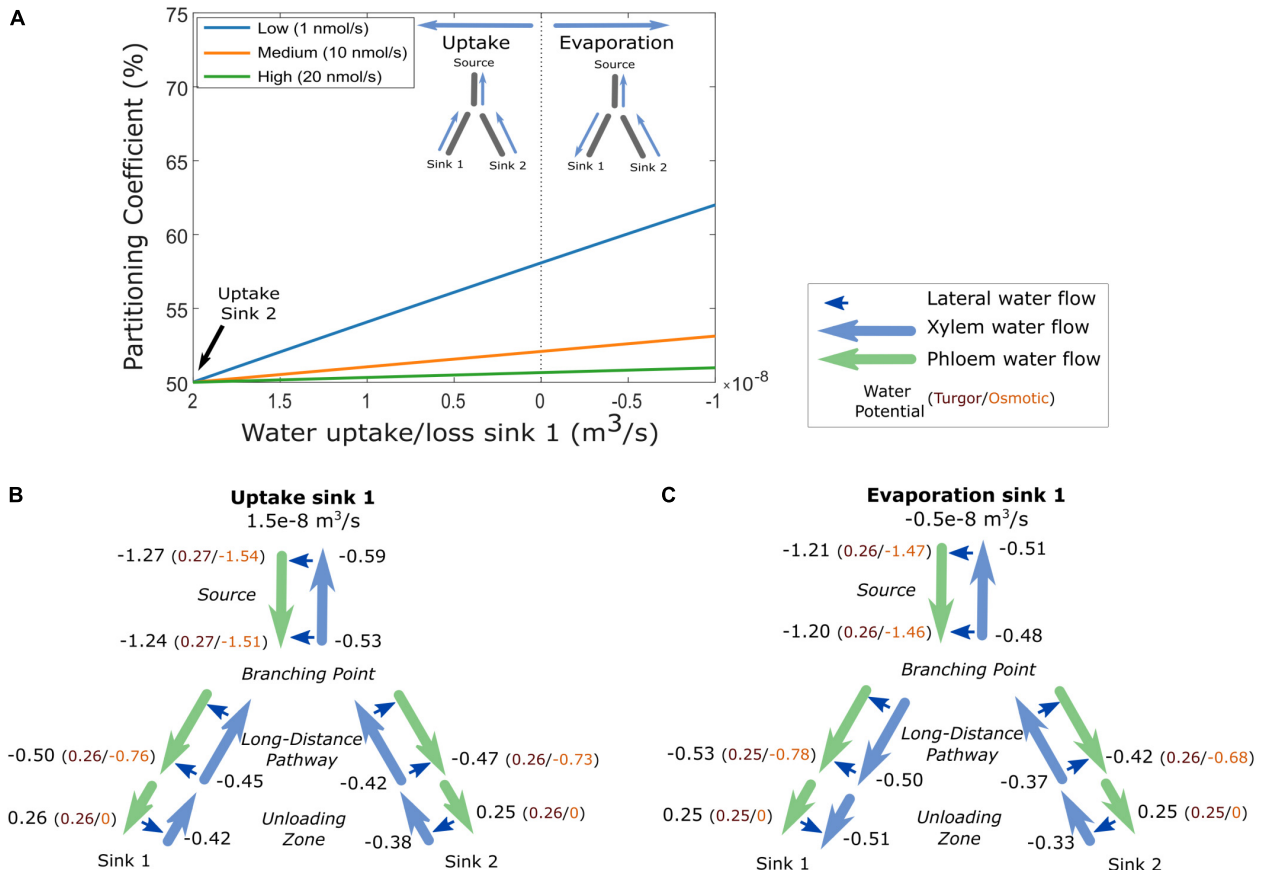 A
Partitioning Coefficient (%)
75
70
65
60
55
50
Low (1 nmol/s)
Medium (10 nmol/s)
High (20 nmol/s)
Uptake
Source
Sink 1
Sink 2
Evaporation
Source
Sink 1
Sink 2
Uptake
Sink 2
2
1.5
1
0.5
0
-0.5
-1
×10-8
Water uptake/loss sink 1 (m3/s)
Lateral water flow
Xylem water flow
Phloem water flow
Water
Potential
(Turgor/Osmotic)
B
Uptake sink 1
1.5e-8 m3/s
-1.27 (0.27/-1.54)
-0.59
Source
-1.24 (0.27/-1.51)
-0.53
Branching Point
Long-Distance
Pathway
-0.50 (0.26/-0.76)
-0.45
-0.42
-0.47 (0.26/-0.73)
0.26 (0.26/0)
-0.42
Unloading
Zone
-0.38
0.25 (0.26/0)
Sink 1
Sink 2
C
Evaporation sink 1
-0.5e-8 m3/s
-1.21 (0.26/-1.47)
-0.51
Source
-1.20 (0.26/-1.46)
-0.48
Branching Point
Long-Distance
Pathway
-0.53 (0.25/-0.78)
-0.50
-0.37
-0.42 (0.26/-0.68)
0.25 (0.25/0)
-0.51
Unloading
Zone
-0.33
0.25 (0.25/0)
Sink 1
Sink 2